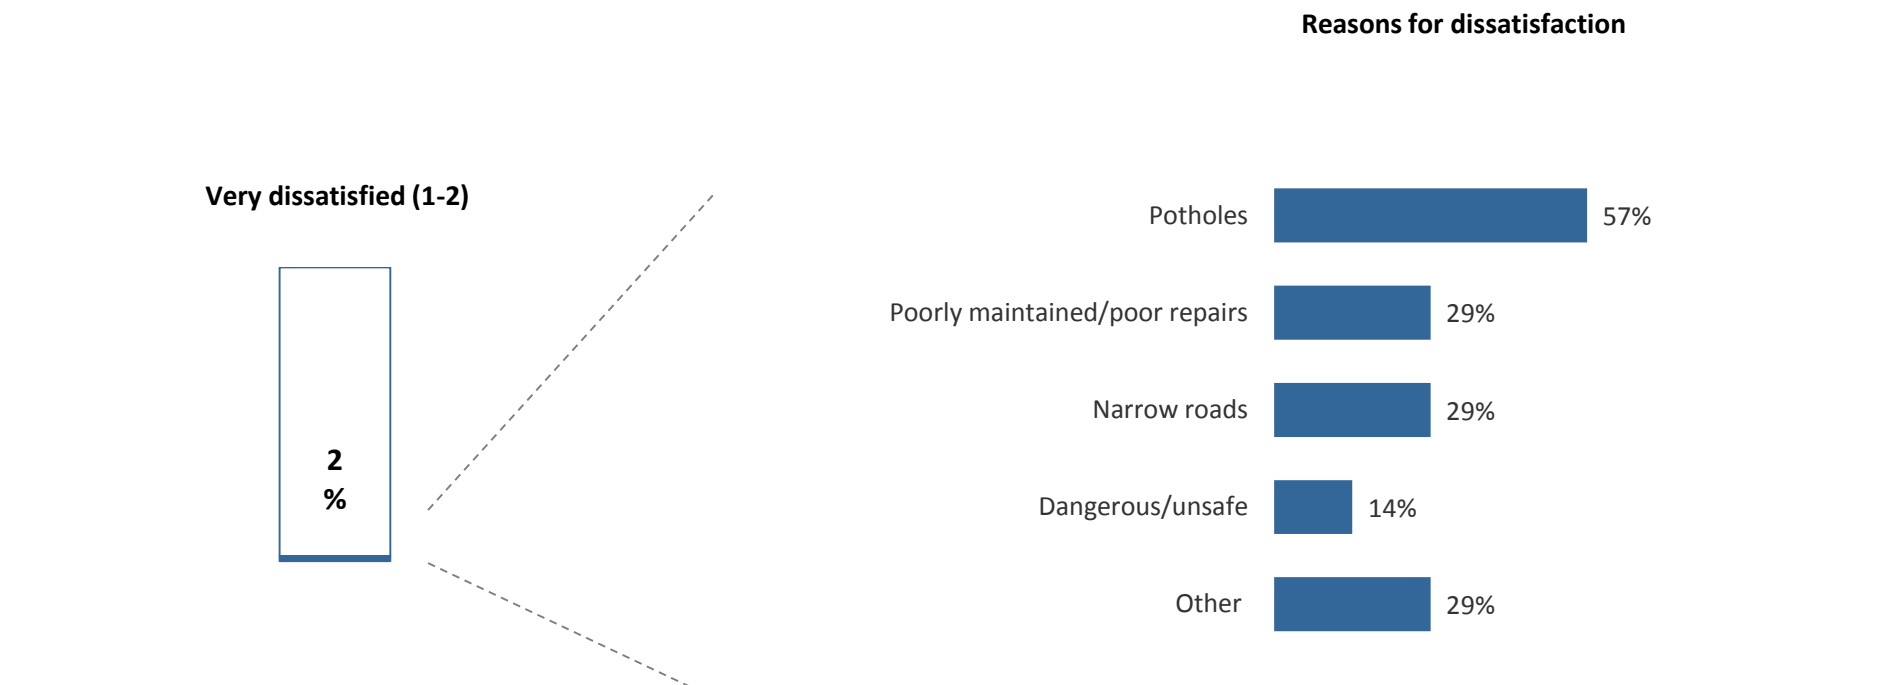 Reasons for dissatisfaction
Very dissatisfied (1-2)
2
%
Potholes 57%
Poorly maintained/poor repairs 29%
Narrow roads 29%
Dangerous/unsafe 14%
Other 29%